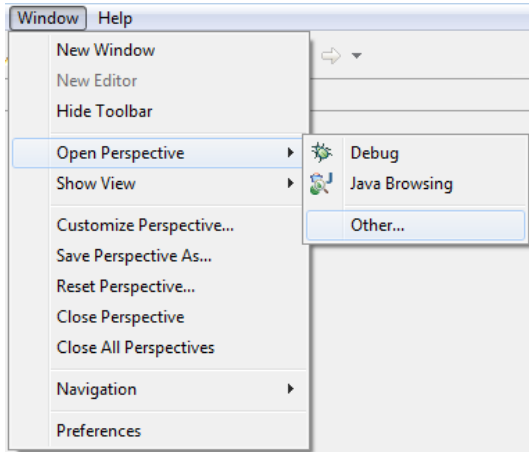 Window Help
New Window
New Editor
Hide Toolbar
Open Perspective
Debug
Java Browsing
Other...
Show View
Customize Perspective...
Save Perspective As...
Reset Perspective...
Close Perspective
Close All Perspectives
Navigation
Preferences